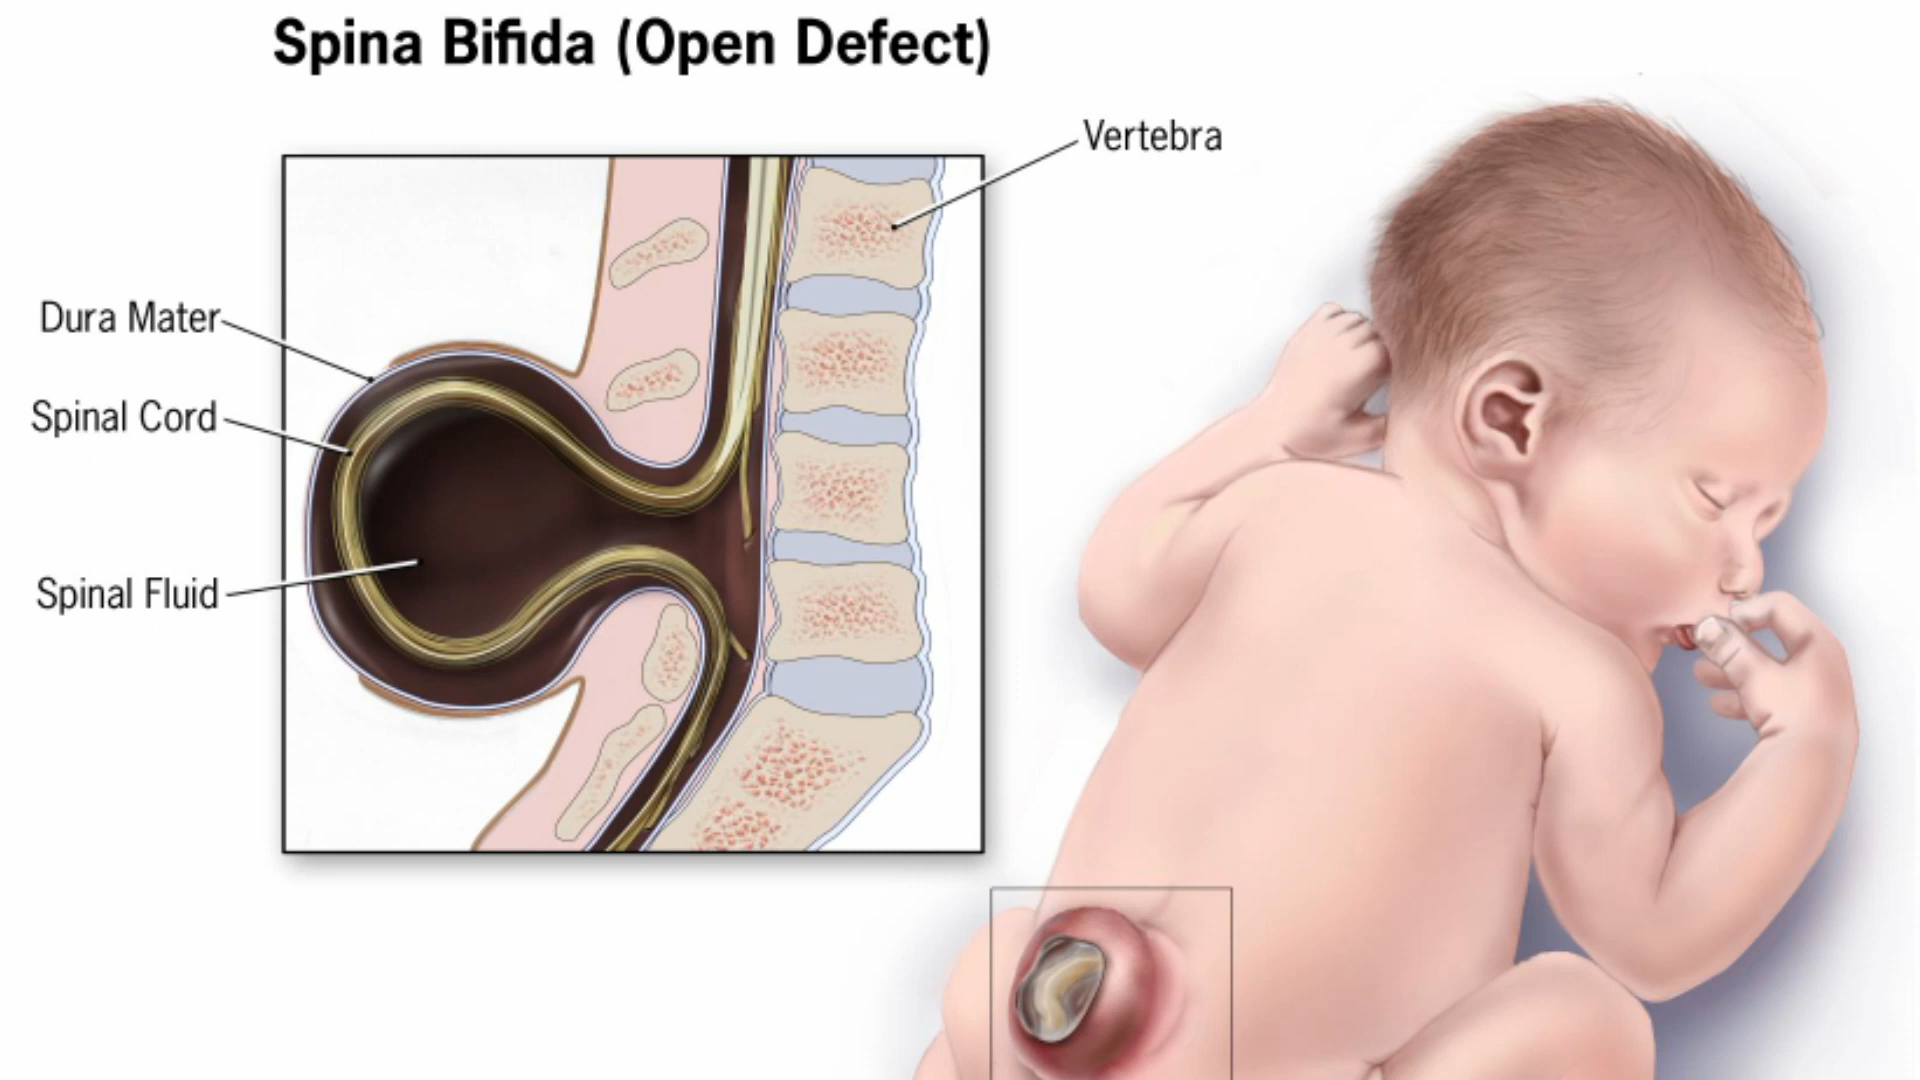 Spina Bifida (Open Defect)
Vertebra
Dura Mater
Spinal Cord
Spinal Fluid